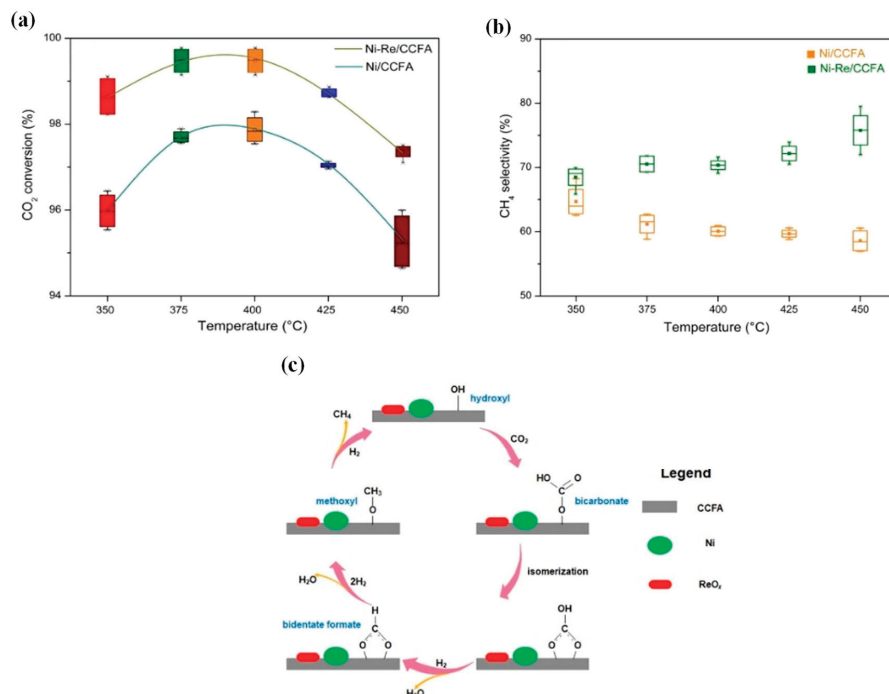 (a)
100
98
96
94
CO₂ conversion (%)
Ni-Re/CCFA
Ni/CCFA
350
375
400
425
450
Temperature (°C)
(b)
90
80
70
60
50
CH₄ selectivity (%)
Ni/CCFA
Ni-Re/CCFA
350
375
400
425
450
Temperature (°C)
(c)
OH
hydroxyl
CH₄
H₂
CO₂
CH₃
O
methoxyl
HO
O
C
O
bicarbonate
isomerization
H₂O
2H₂
H
C
O O
bidentate formate
OH
C
O O
H₂
H₂O
Legend
CCFA
Ni
ReOₓ